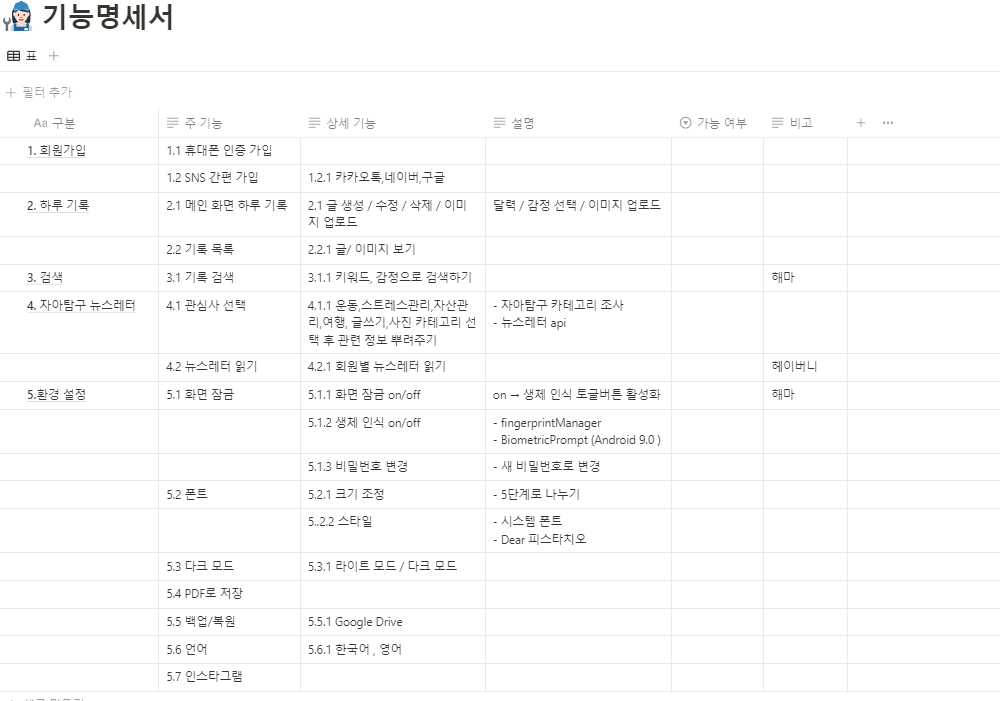 기능명세서
표
필터 추가
Aa 구분 주 기능 상세 기능 설명 가능 여부 비고
1. 회원가입 1.1 휴대폰 인증 가입
1.2 SNS 간편 가입 1.2.1 카카오톡,네이버,구글
2. 하루 기록 2.1 메인 화면 하루 기록 2.1 글 생성 / 수정 / 삭제 / 이미 달력 / 감정 선택 / 이미지 업로드
지 업로드
2.2 기록 목록 2.2.1 글/ 이미지 보기
3. 검색 3.1 기록 검색 3.1.1 키워드, 감정으로 검색하기 해마
4. 자아탐구 뉴스레터 4.1 관심사 선택 4.1.1 운동,스트레스관리,자산관 - 자아탐구 카테고리 조사
리,여행, 글쓰기,사진 카테고리 선 - 뉴스레터 api
택 후 관련 정보 뿌려주기
4.2 뉴스레터 읽기 4.2.1 회원별 뉴스레터 읽기 헤이버니
5.환경 설정 5.1 화면 잠금 5.1.1 화면 잠금 on/off on → 생체 인식 토글버튼 활성화 해마
5.1.2 생체 인식 on/off - fingerprintManager
- BiometricPrompt (Android 9.0 )
5.1.3 비밀번호 변경 - 새 비밀번호로 변경
5.2 폰트 5.2.1 크기 조정 - 5단계로 나누기
5..2.2 스타일 - 시스템 폰트
- Dear 피스타치오
5.3 다크 모드 5.3.1 라이트 모드 / 다크 모드
5.4 PDF로 저장
5.5 백업/복원 5.5.1 Google Drive
5.6 언어 5.6.1 한국어 , 영어
5.7 인스타그램